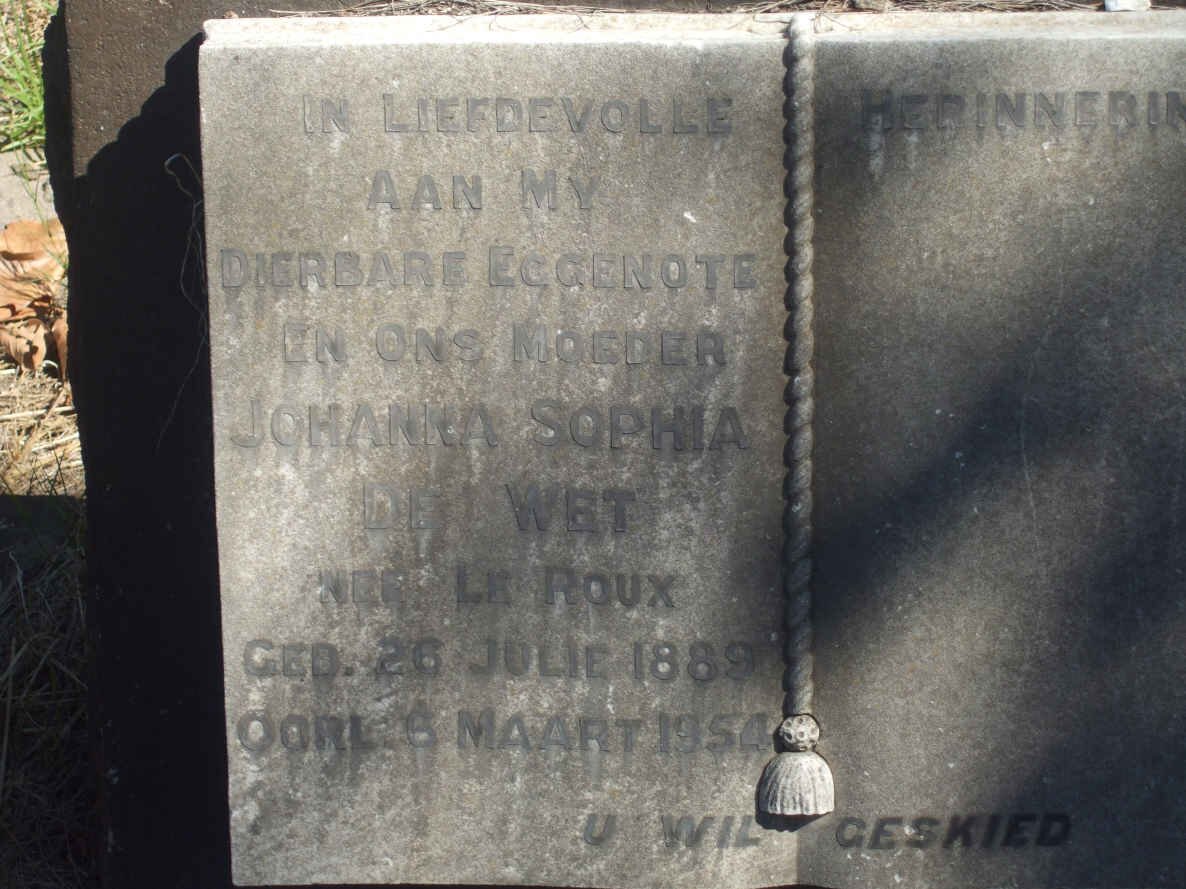 IN LIEFDEVOLLE HERINNERIN
AAN MY
DIERBARE EGGENOTE
EN ONS MOEDER
JOHANNA SOPHIA
DE WET
NEE LE ROUX
GED. 26 JULIE 1889
OORL. 6 MAART 1954
U WIL GESKIED